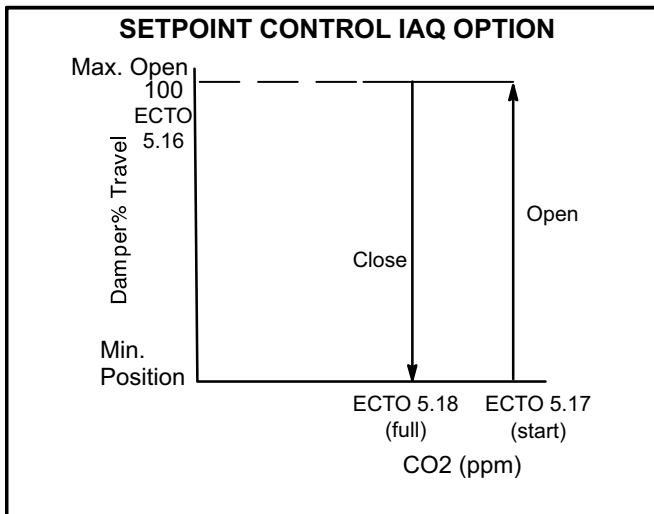 SETPOINT CONTROL IAQ OPTION
Max. Open
100
ECTO
5.16
Damper% Travel
Open
Close
Min.
Position
ECTO 5.18
(full)
ECTO 5.17
(start)
CO2 (ppm)